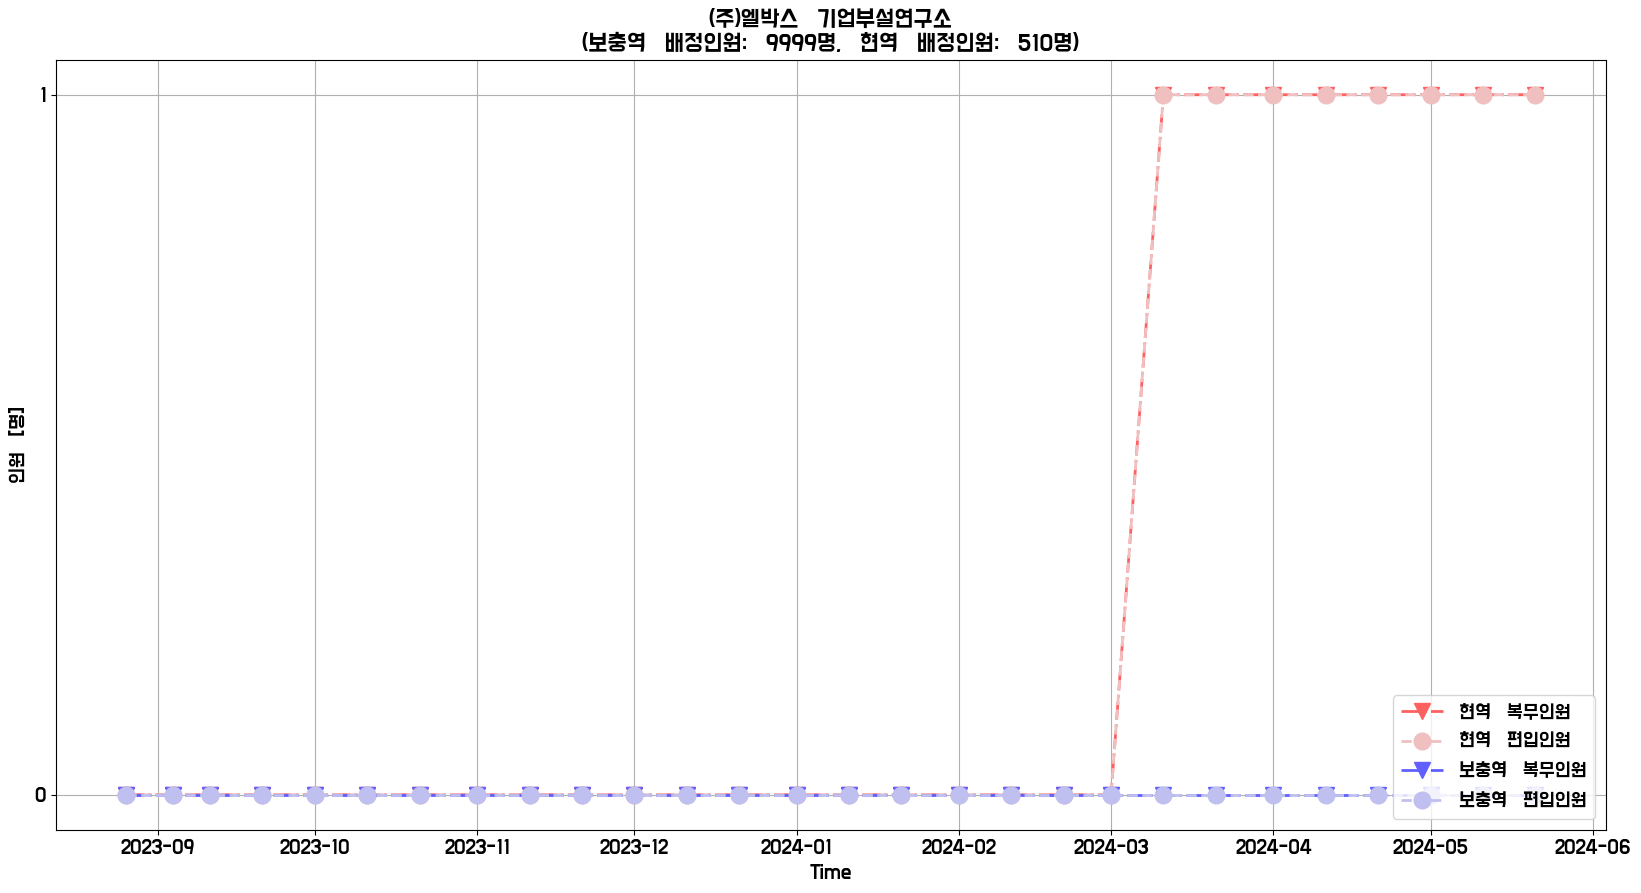 (주)엘박스 기업부설연구소
(보충역 배정인원: 9999명, 현역 배정인원: 510명)
1
0
인원 [명]
2023-09 2023-10 2023-11 2023-12 2024-01 2024-02 2024-03 2024-04 2024-05 2024-06
Time
현역 복무인원
현역 편입인원
보충역 복무인원
보충역 편입인원